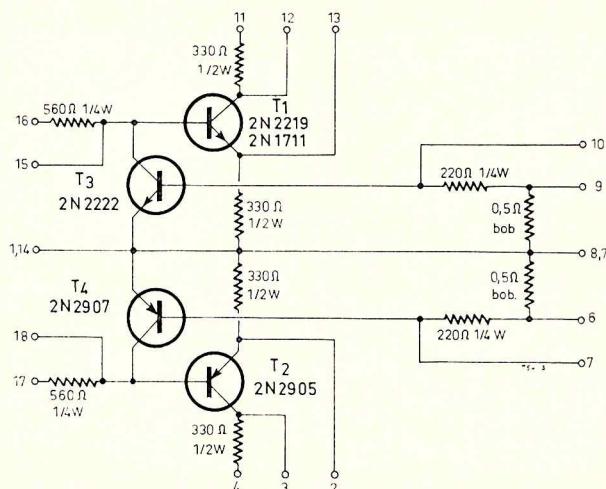 11
12
13
330Ω
1/2W
560Ω 1/4W
16
15
T1
2N2219
2N1711
T3
2N2222
10
220Ω 1/4W
9
0,5Ω
bob
330Ω
1/2W
1,14
8,7
330Ω
1/2W
T4
2N2907
0,5Ω
bob.
6
220Ω 1/4 W
7
18
17
560Ω
1/4W
T2
2N2905
330Ω
1/2W
4
3
2